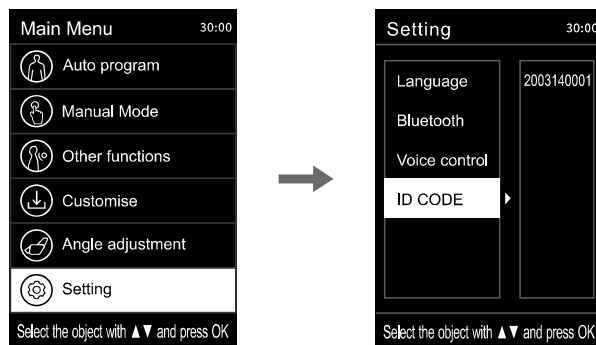 Main Menu 30:00
Auto program
Manual Mode
Other functions
Customise
Angle adjustment
Setting
Select the object with ▲▼ and press OK
Setting 30:00
Language 2003140001
Bluetooth
Voice control
ID CODE
Select the object with ▲▼ and press OK